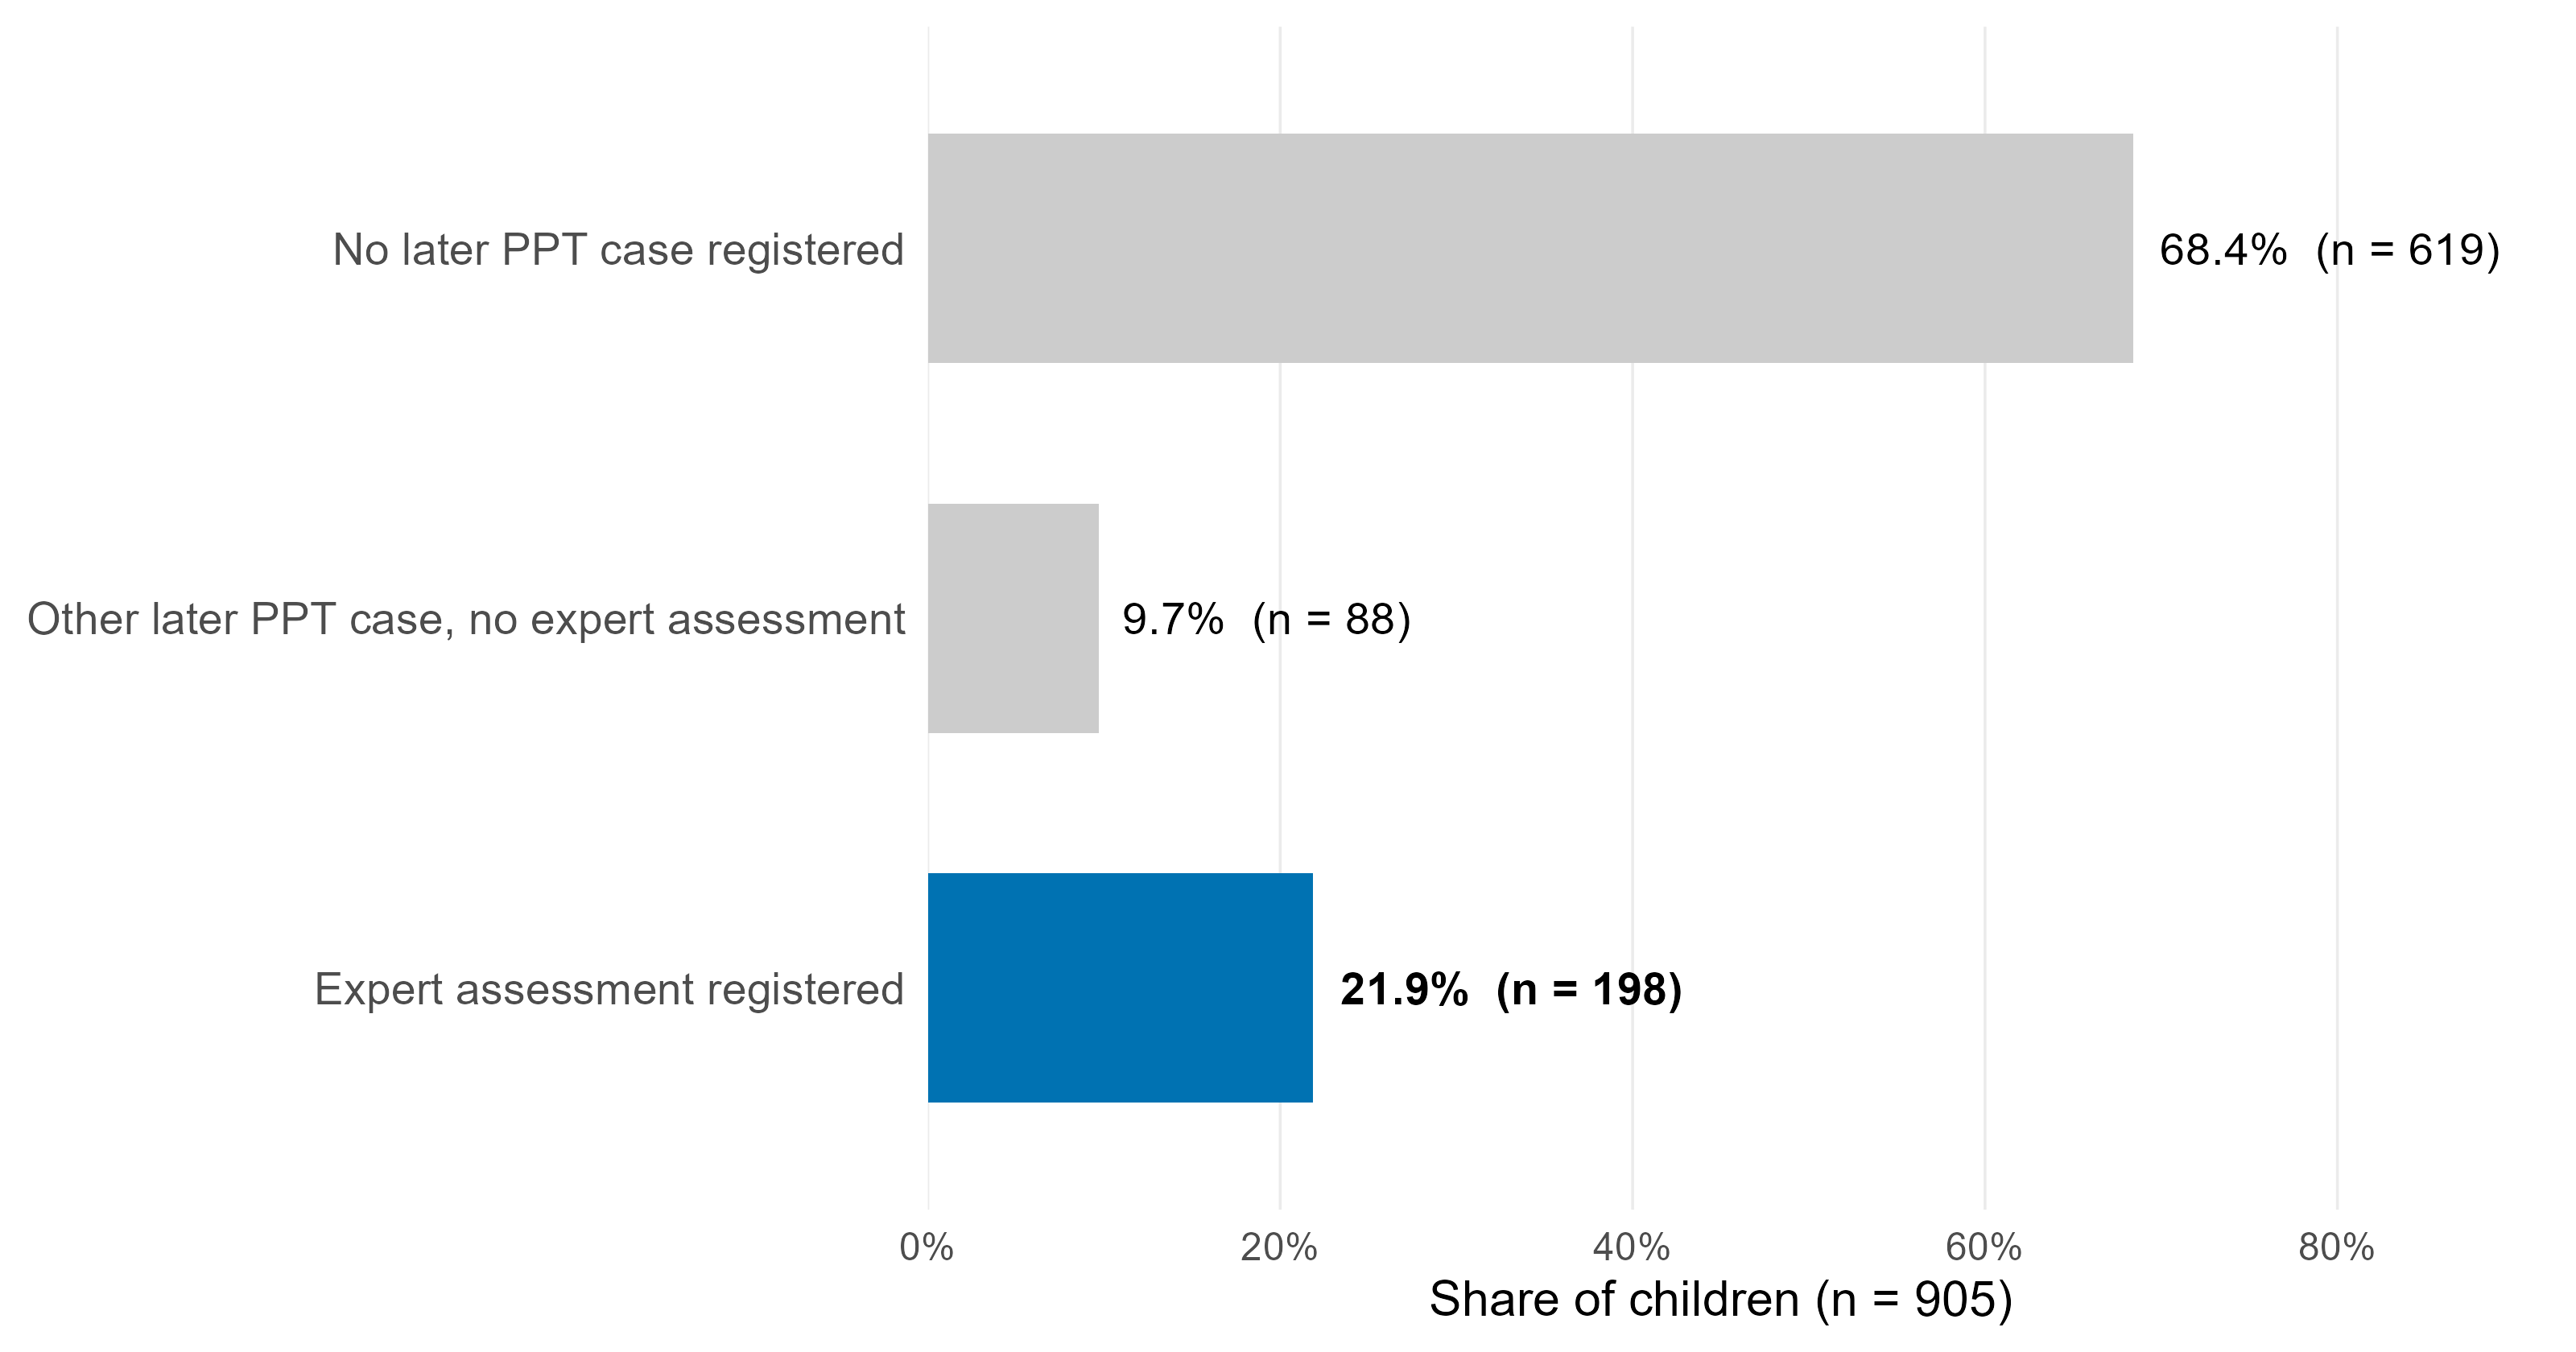 No later PPT case registered
68.4% (n = 619)
Other later PPT case, no expert assessment
9.7% (n = 88)
Expert assessment registered
21.9% (n = 198)
0%
20%
40%
60%
80%
Share of children (n = 905)